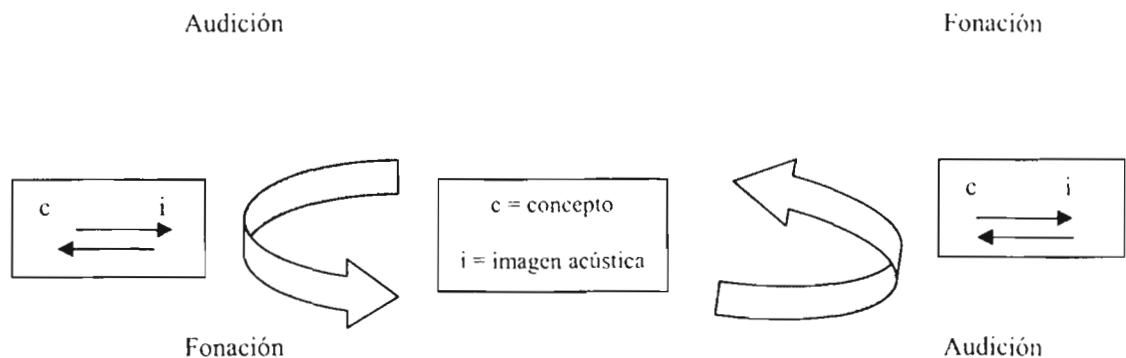 Audición Fonación
c i
c = concepto
i = imagen acústica
c i
Fonación Audición